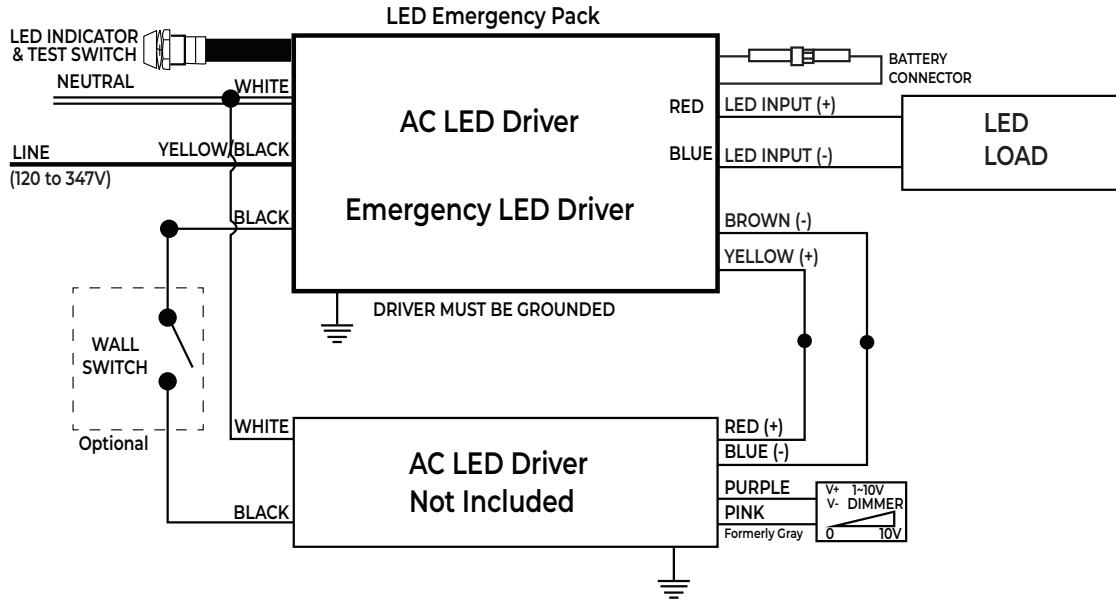 LED Emergency Pack
LED INDICATOR
& TEST SWITCH
NEUTRAL
WHITE
LINE
(120 to 347V)
YELLOW/BLACK
BLACK
AC LED Driver
Emergency LED Driver
BATTERY
CONNECTOR
RED
LED INPUT (+)
BLUE
LED INPUT (-)
LED
LOAD
BROWN (-)
YELLOW (+)
DRIVER MUST BE GROUNDED
WALL
SWITCH
Optional
WHITE
BLACK
AC LED Driver
Not Included
RED (+)
BLUE (-)
PURPLE
PINK
Formerly Gray
V+ 1~10V
V- DIMMER
0 10V